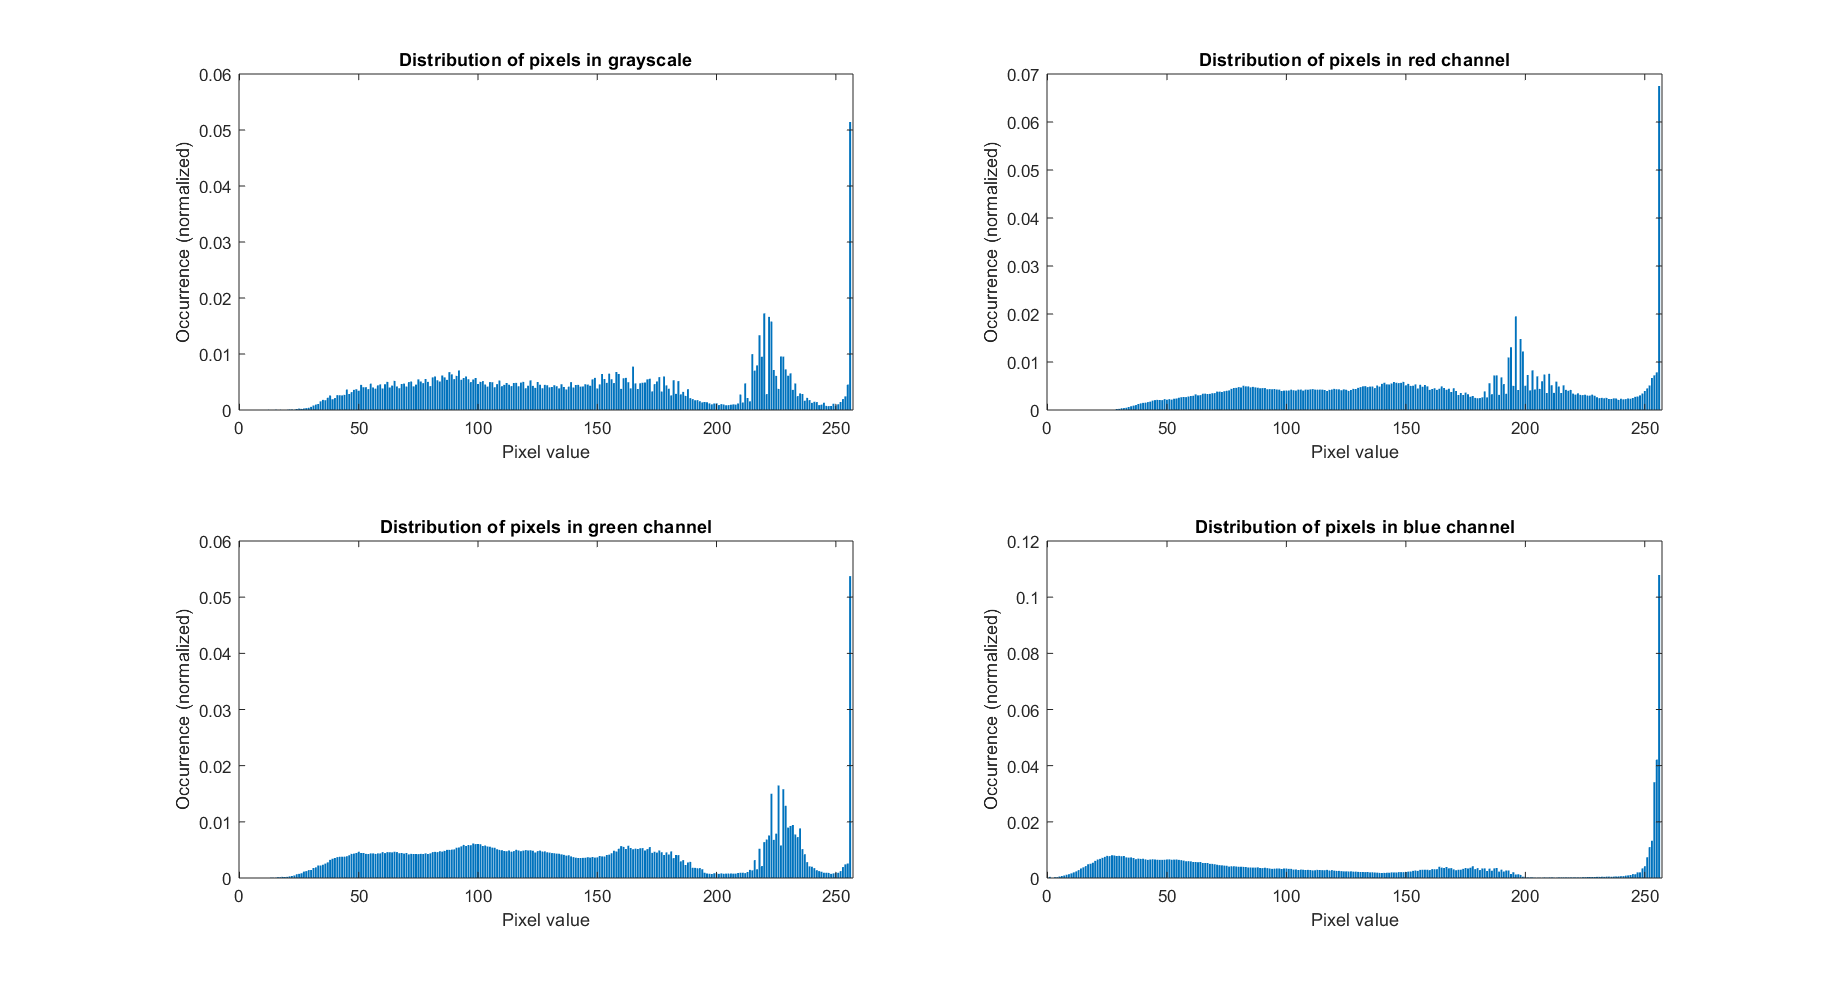 Distribution of pixels in grayscale
0.06
0.05
0.04
0.03
0.02
0.01
0
Occurrence (normalized)
0 50 100 150 200 250
Pixel value
Distribution of pixels in red channel
0.07
0.06
0.05
0.04
0.03
0.02
0.01
0
Occurrence (normalized)
0 50 100 150 200 250
Pixel value
Distribution of pixels in green channel
0.06
0.05
0.04
0.03
0.02
0.01
0
Occurrence (normalized)
0 50 100 150 200 250
Pixel value
Distribution of pixels in blue channel
0.12
0.1
0.08
0.06
0.04
0.02
0
Occurrence (normalized)
0 50 100 150 200 250
Pixel value